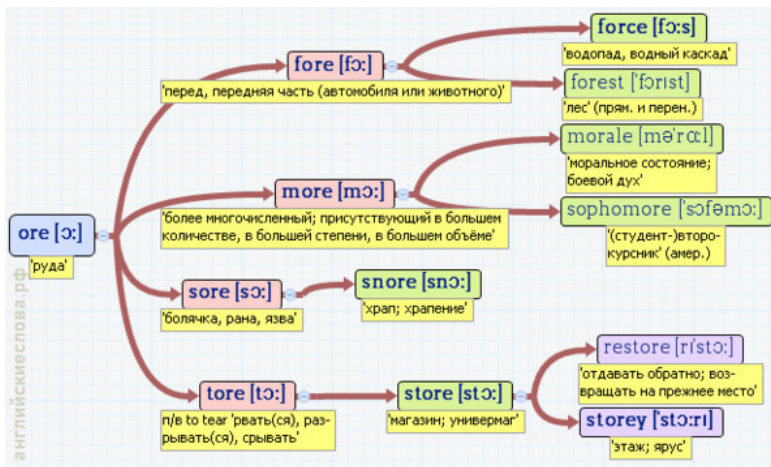 force [fɔ:s]
'водопад, водный каскад'
fore [fɔ:]
'перед, передняя часть (автомобиля или животного)'
forest ['fɔrɪst]
'лес' (прям. и перен.)
morale [mə'rɑ:l]
'моральное состояние;
боевой дух'
more [mɔ:]
'более многочисленный; присутствующий в большем
количестве, в большей степени, в большем объёме'
sophomore ['sɔfəmɔ:]
'(студент-)второ-
курсник' (амер.)
ore [ɔ:]
'руда'
snore [snɔ:]
'храп; храпение'
sore [sɔ:]
'болячка, рана, язва'
restore [rɪ'stɔ:]
'отдавать обратно; воз-
вращать на прежнее место'
tore [tɔ:]
п/в to tear 'рвать(ся), раз-
рывать(ся), срывать'
store [stɔ:]
'магазин; универмаг'
storey ['stɔ:rɪ]
'этаж; ярус'
английскиеслова.рф